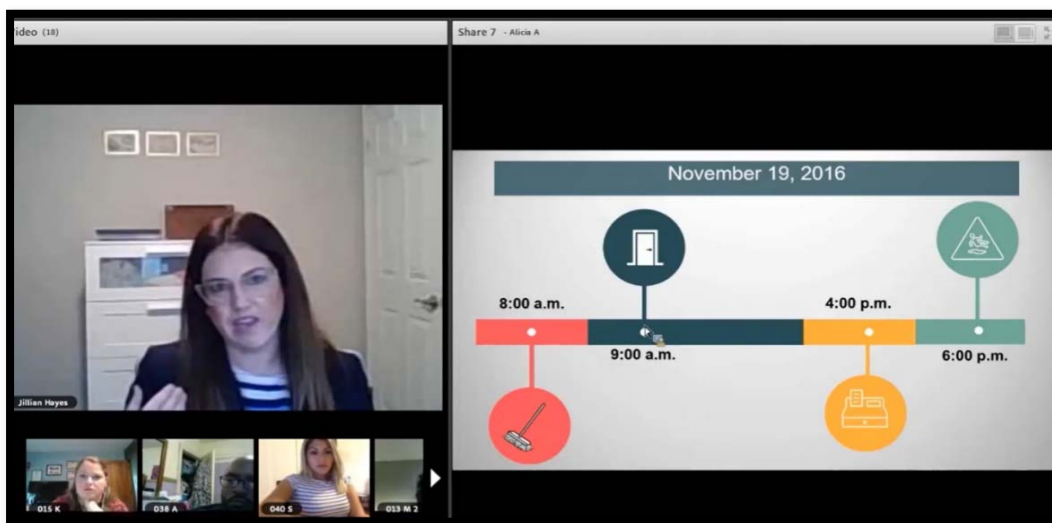 ideo (18)
Share 7 - Alicia A
November 19, 2016
8:00 a.m.
4:00 p.m.
9:00 a.m.
6:00 p.m.
Jillian Hayes
015 K
038 A
040 S
013 M 2